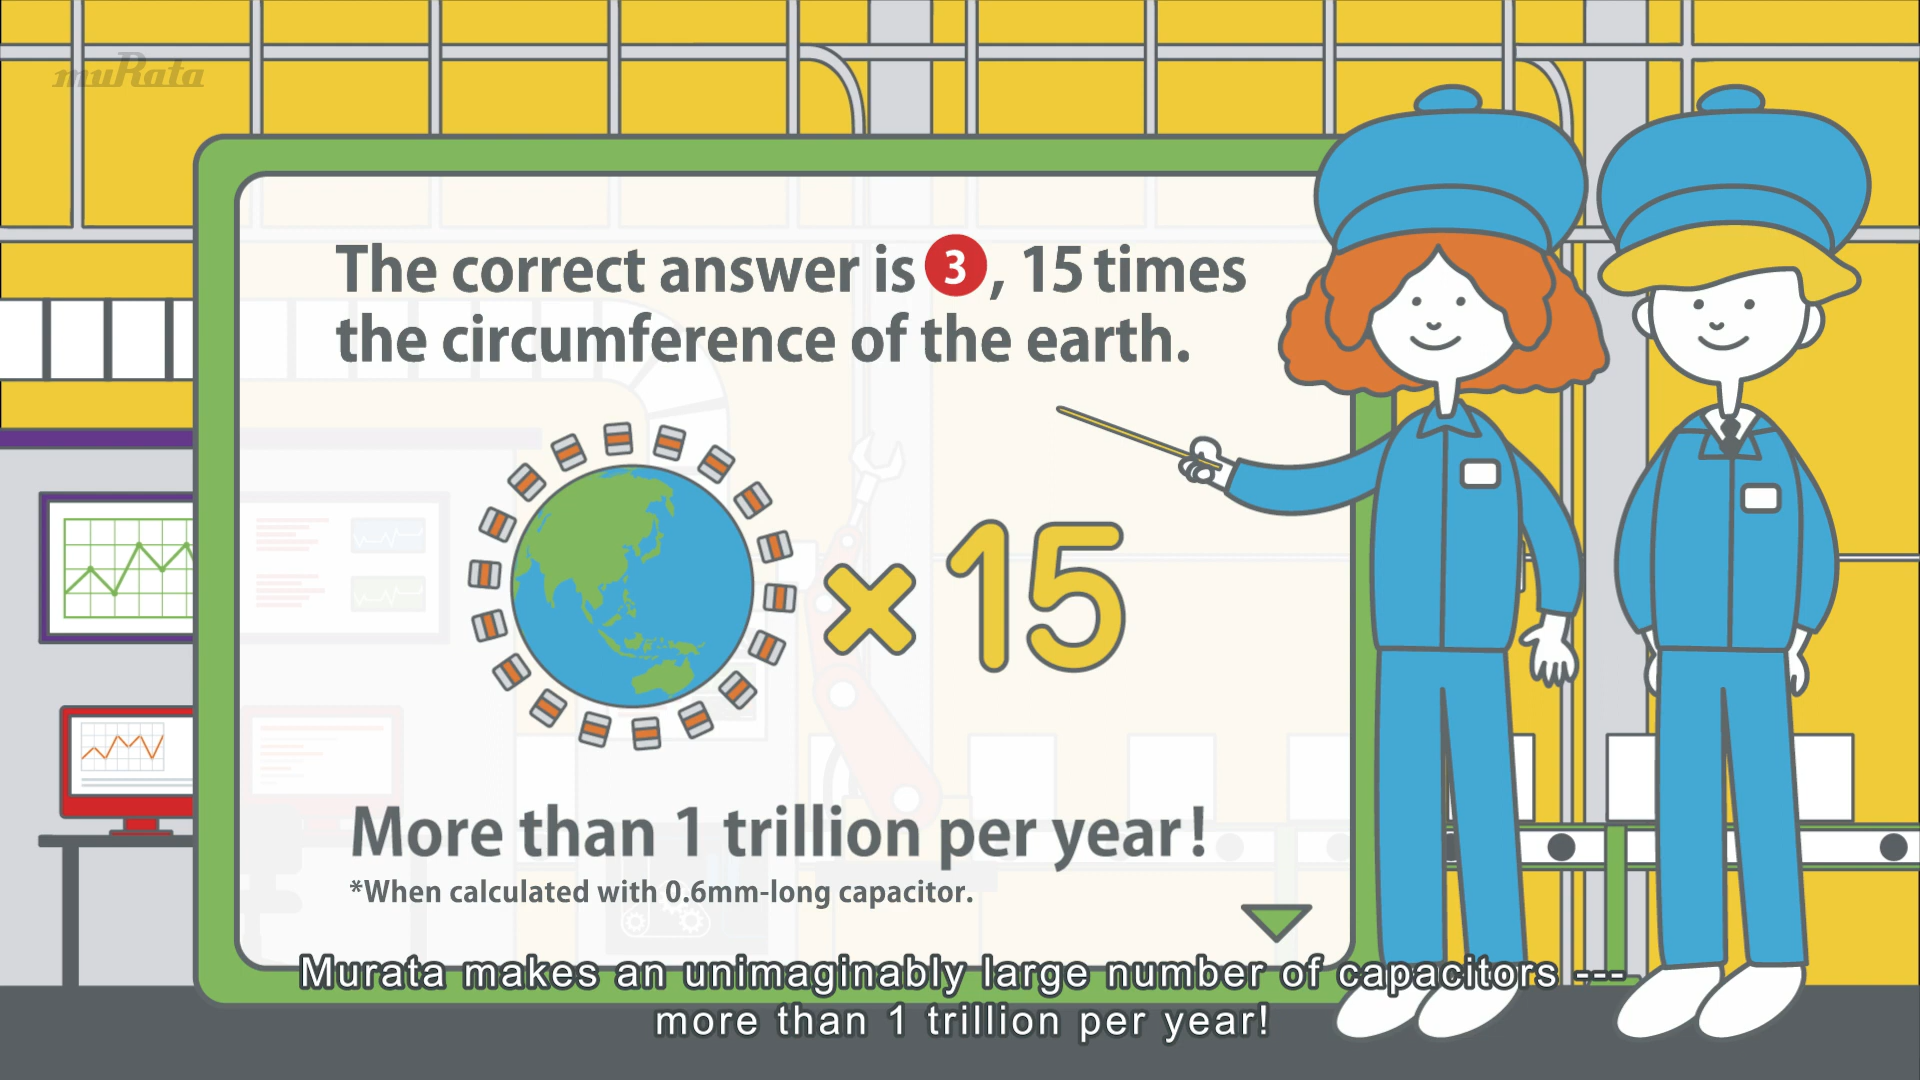 muRata
The correct answer is 3, 15 times
the circumference of the earth.
× 15
More than 1 trillion per year!
*When calculated with 0.6mm-long capacitor.
Murata makes an unimaginably large number of capacitors ---
more than 1 trillion per year!